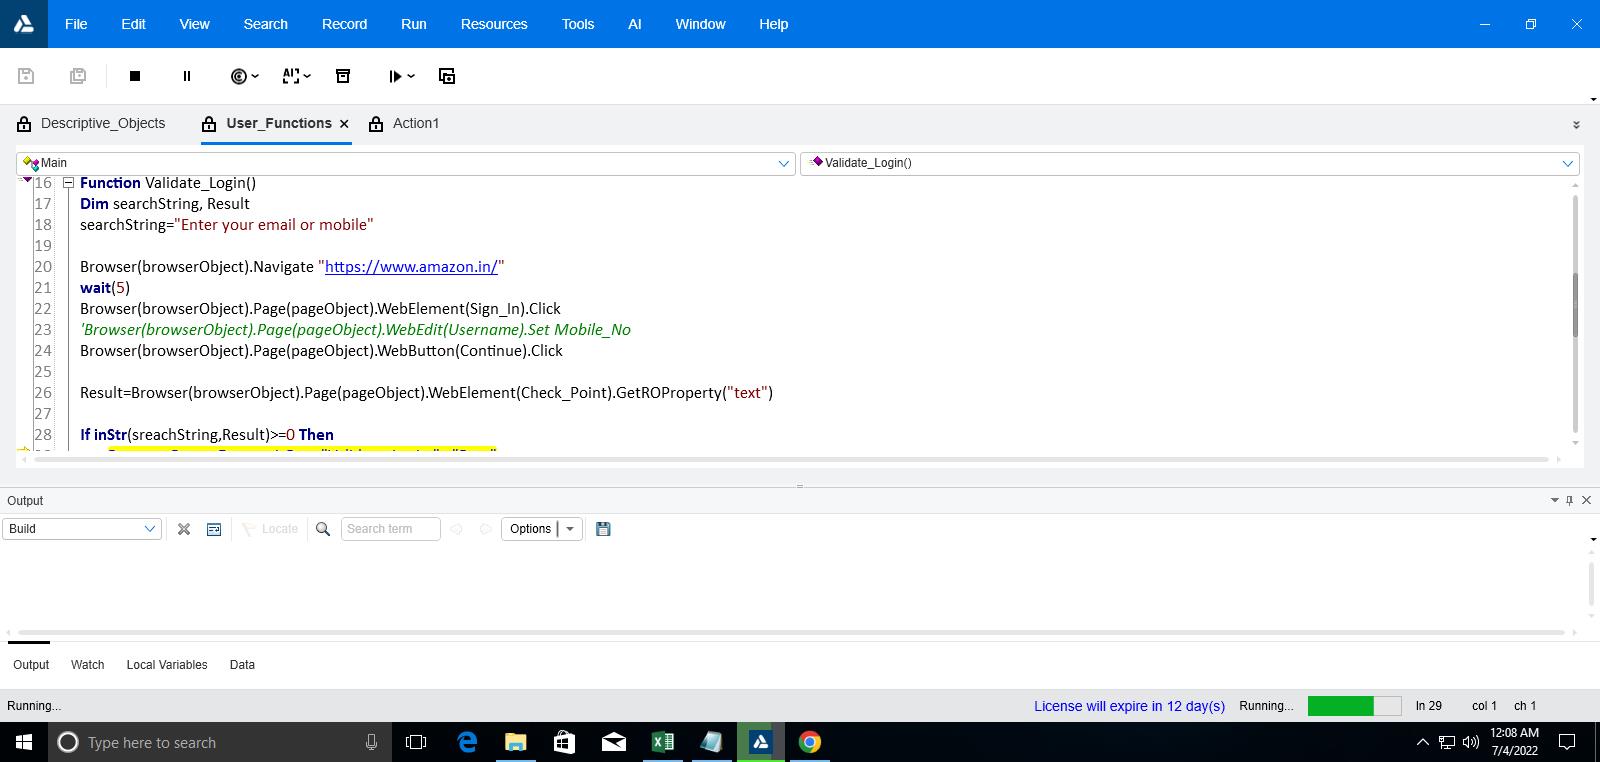 File Edit View Search Record Run Resources Tools AI Window Help
Descriptive_Objects User_Functions Action1
Main Validate_Login()
16 Function Validate_Login()
17 Dim searchString, Result
18 searchString="Enter your email or mobile"
19
20 Browser(browserObject).Navigate "https://www.amazon.in/"
21 wait(5)
22 Browser(browserObject).Page(pageObject).WebElement(Sign_In).Click
23 'Browser(browserObject).Page(pageObject).WebEdit(Username).Set Mobile_No
24 Browser(browserObject).Page(pageObject).WebButton(Continue).Click
25
26 Result=Browser(browserObject).Page(pageObject).WebElement(Check_Point).GetROProperty("text")
27
28 If inStr(sreachString,Result)>=0 Then
Output
Build Locate Search term Options
Output Watch Local Variables Data
Running... License will expire in 12 day(s) Running... ln 29 col 1 ch 1
Type here to search
12:08 AM
7/4/2022